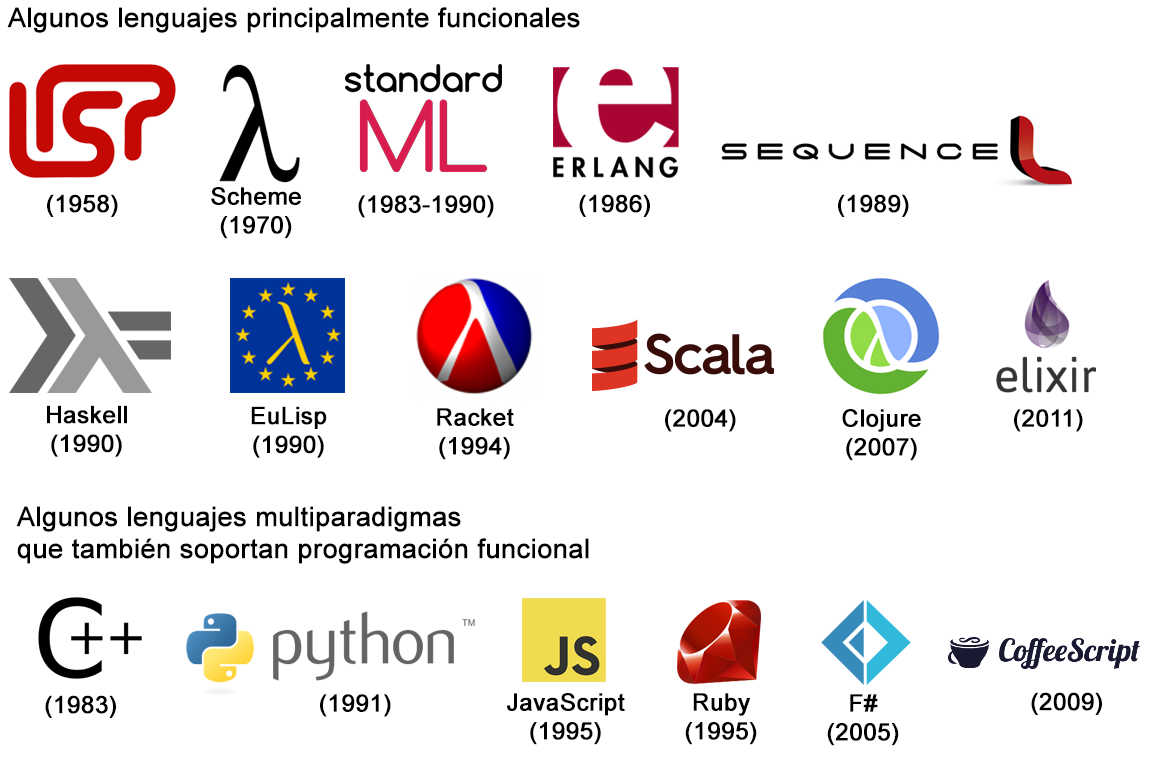 Algunos lenguajes principalmente funcionales
LISP
(1958)
λ
Scheme
(1970)
standard
ML
(1983-1990)
e
ERLANG
(1986)
SEQUENCE L
(1989)
Haskell
(1990)
λ
EuLisp
(1990)
Racket
(1994)
Scala
(2004)
Clojure
(2007)
elixir
(2011)
Algunos lenguajes multiparadigmas
que también soportan programación funcional
C++
(1983)
python™
(1991)
JS
JavaScript
(1995)
Ruby
(1995)
F#
(2005)
CoffeeScript
(2009)